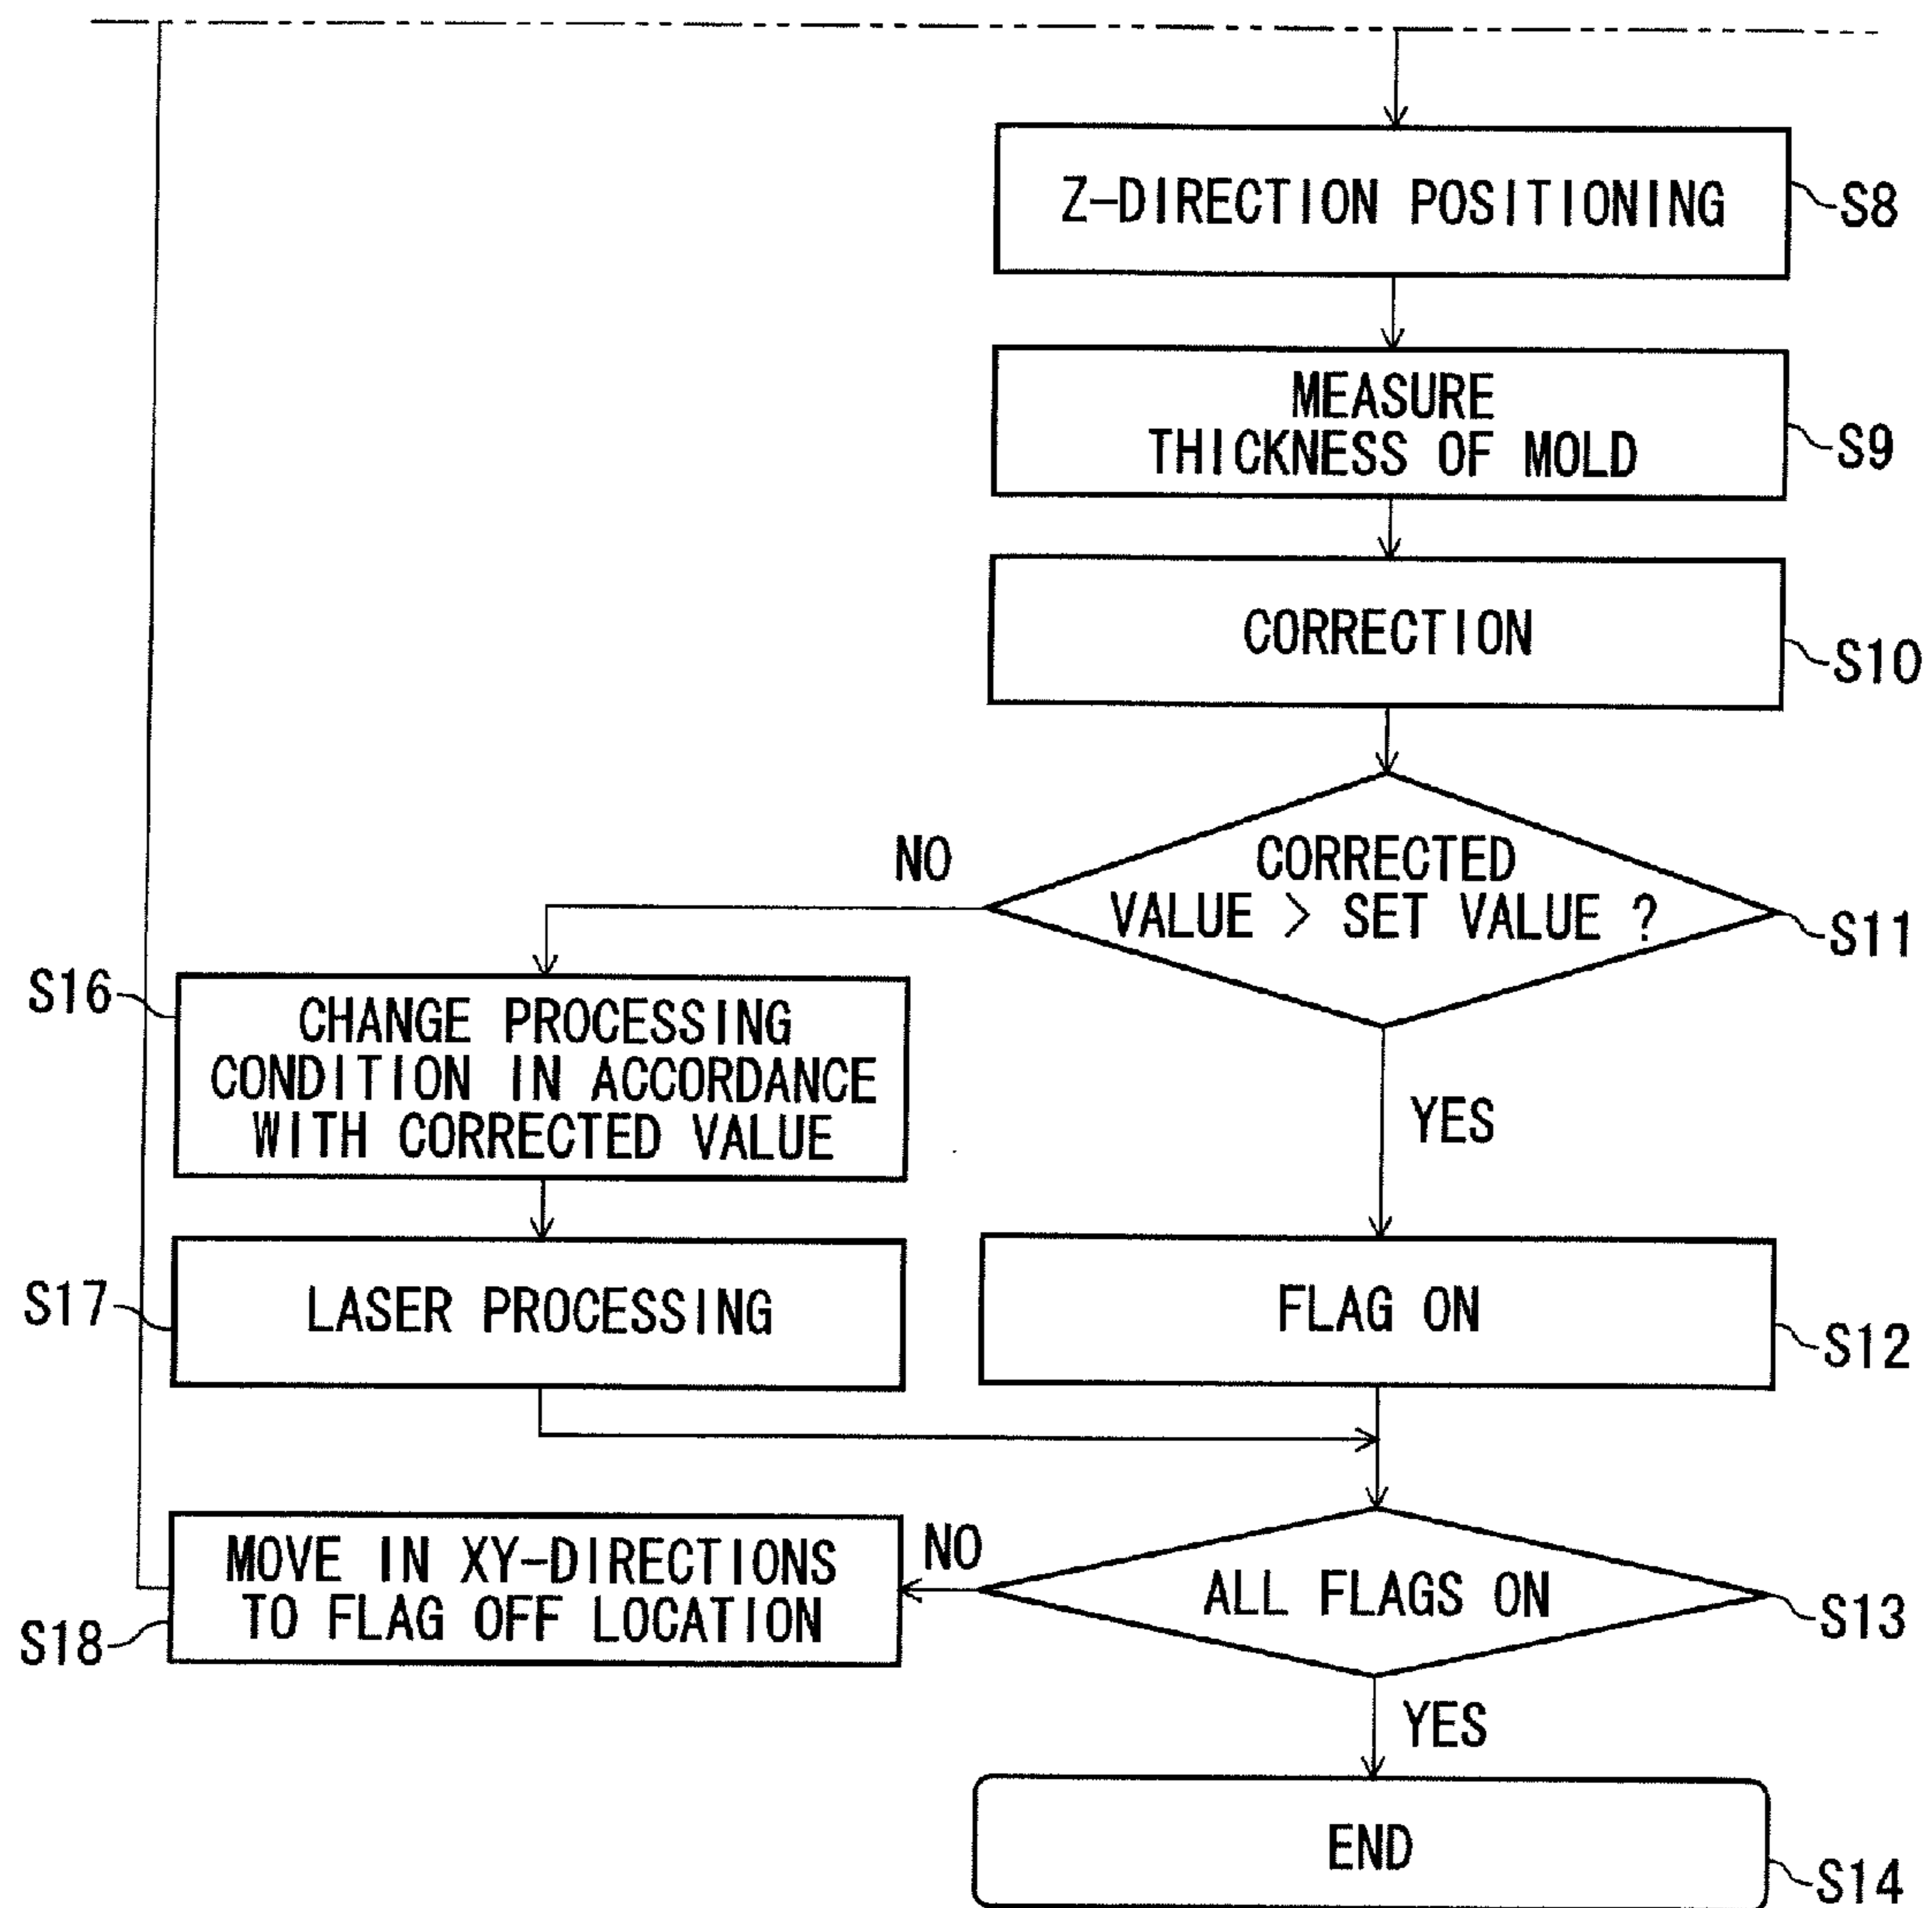 Z-DIRECTION POSITIONING
S8
MEASURE
THICKNESS OF MOLD
S9
CORRECTION
S10
CORRECTED
VALUE > SET VALUE ?
S11
NO
YES
S16
CHANGE PROCESSING
CONDITION IN ACCORDANCE
WITH CORRECTED VALUE
S17
LASER PROCESSING
FLAG ON
S12
MOVE IN XY-DIRECTIONS
TO FLAG OFF LOCATION
S18
NO
ALL FLAGS ON
S13
YES
END
S14